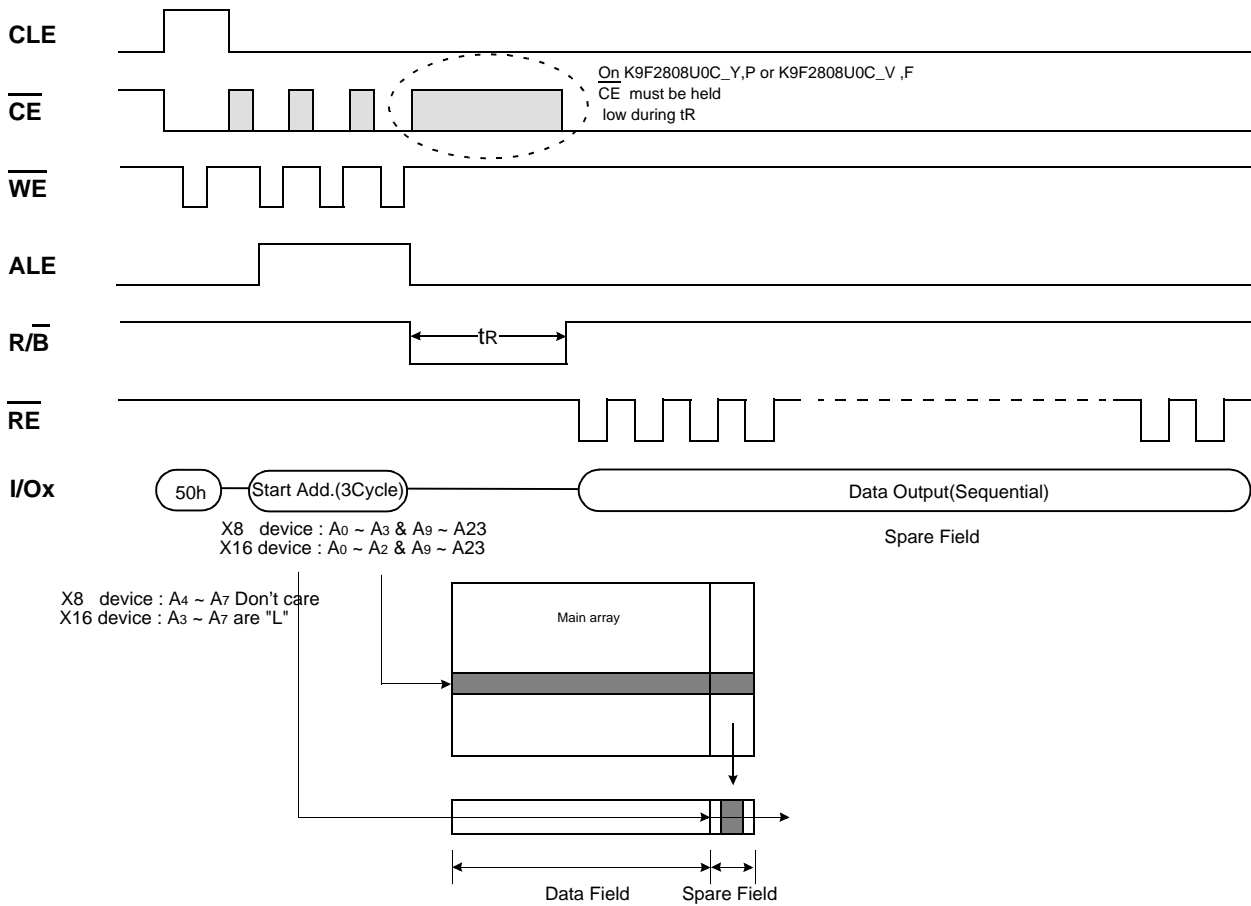 CLE
On K9F2808U0C_Y,P or K9F2808U0C_V ,F
CE must be held
low during tR
CE
WE
ALE
R/B
tR
RE
I/Ox
50h
Start Add.(3Cycle)
Data Output(Sequential)
X8 device : A0 ~ A3 & A9 ~ A23
X16 device : A0 ~ A2 & A9 ~ A23
Spare Field
X8 device : A4 ~ A7 Don't care
X16 device : A3 ~ A7 are "L"
Main array
Data Field
Spare Field